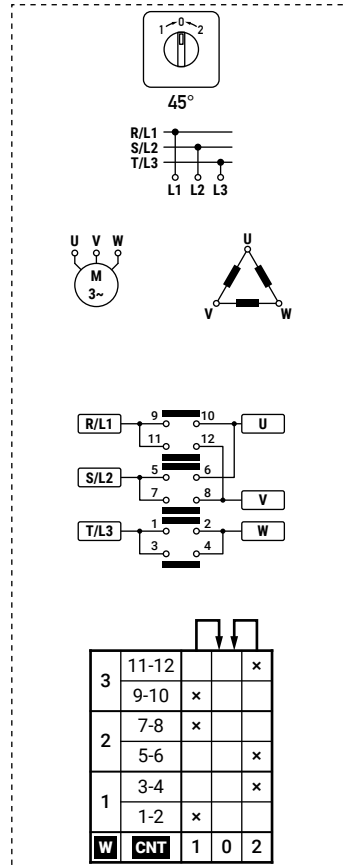 1 0 2
45°
R/L1
S/L2
T/L3
L1 L2 L3
U V W
M
3~
U
V W
R/L1 9 10 U
11 12
S/L2 5 6
7 8 V
T/L3 1 2 W
3 4
3 11-12 ×
9-10 ×
2 7-8 ×
5-6 ×
1 3-4 ×
1-2 ×
W CNT 1 0 2